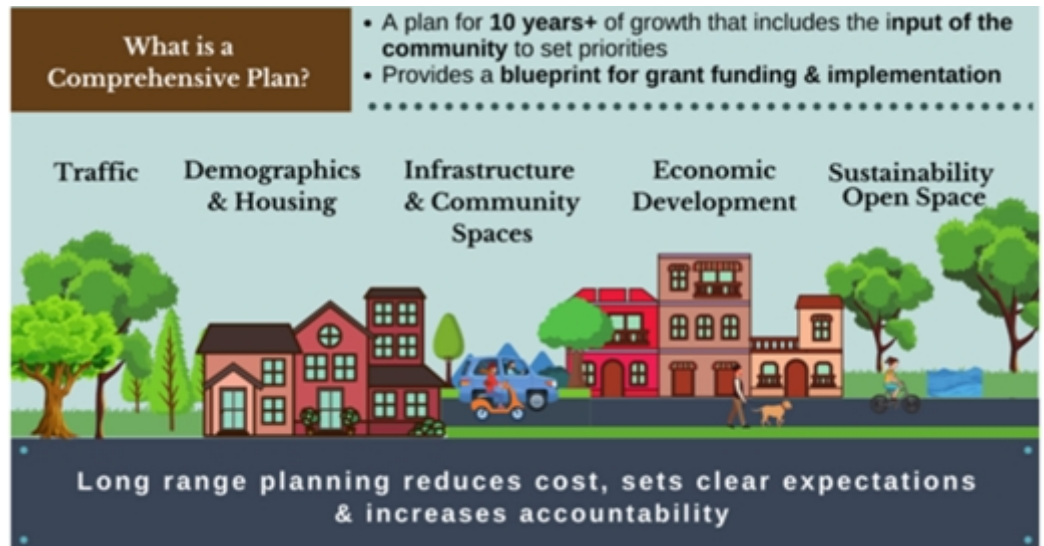 What is a
Comprehensive Plan?
• A plan for 10 years+ of growth that includes the input of the
community to set priorities
• Provides a blueprint for grant funding & implementation
Traffic
Demographics
& Housing
Infrastructure
& Community
Spaces
Economic
Development
Sustainability
Open Space
Long range planning reduces cost, sets clear expectations
& increases accountability